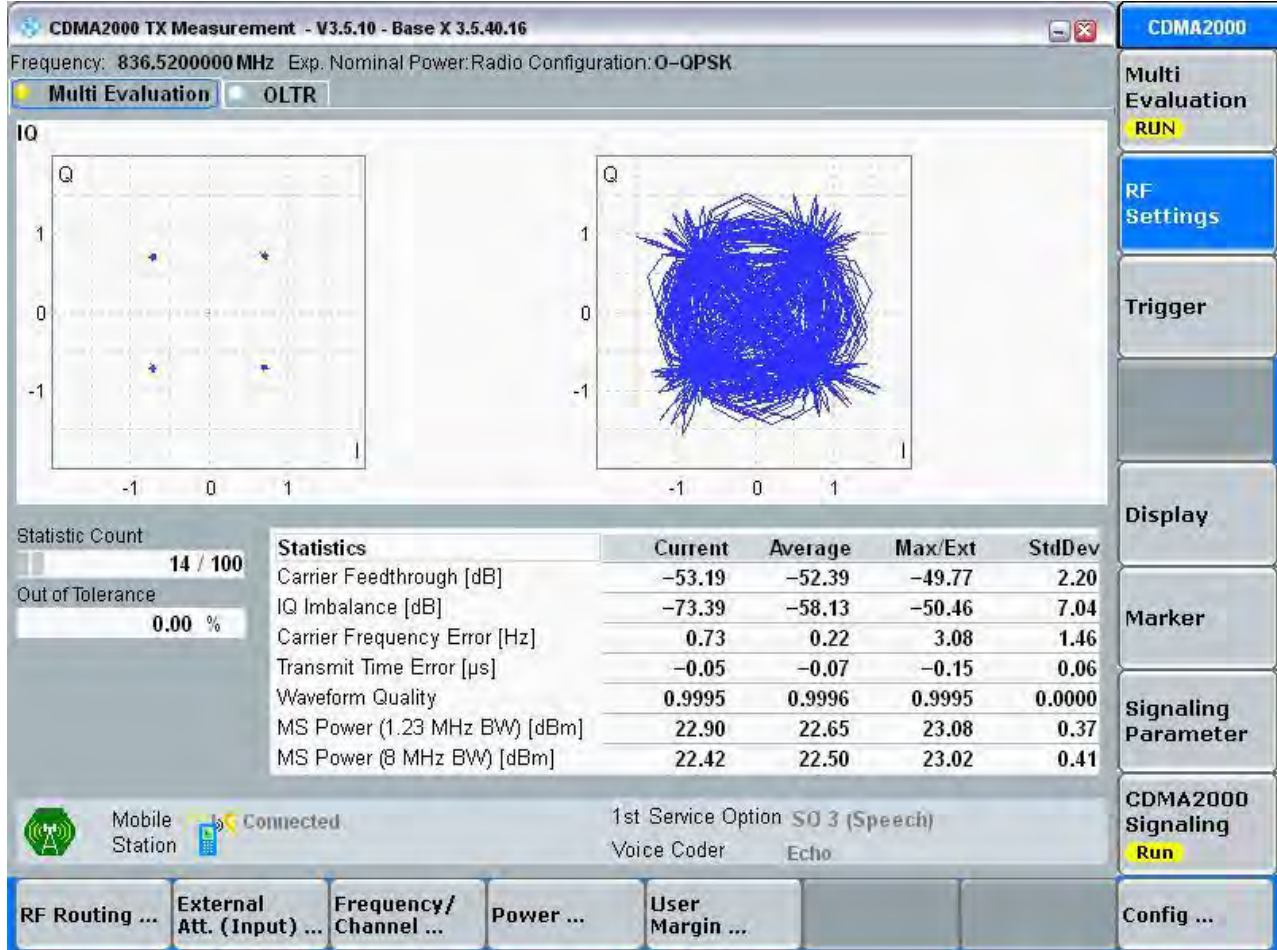 CDMA2000 TX Measurement - V3.5.10 - Base X 3.5.40.16
CDMA2000
Frequency: 836.5200000 MHz Exp. Nominal Power: Radio Configuration: O-QPSK
Multi Evaluation OLTR
Multi
Evaluation
RUN
IQ
Q
1
0
-1
I
-1 0 1
Q
1
0
-1
I
-1 0 1
RF
Settings
Trigger
Display
Marker
Signaling
Parameter
CDMA2000
Signaling
Run
Statistic Count
14 / 100
Out of Tolerance
0.00 %
Statistics Current Average Max/Ext StdDev
Carrier Feedthrough [dB] −53.19 −52.39 −49.77 2.20
IQ Imbalance [dB] −73.39 −58.13 −50.46 7.04
Carrier Frequency Error [Hz] 0.73 0.22 3.08 1.46
Transmit Time Error [µs] −0.05 −0.07 −0.15 0.06
Waveform Quality 0.9995 0.9996 0.9995 0.0000
MS Power (1.23 MHz BW) [dBm] 22.90 22.65 23.08 0.37
MS Power (8 MHz BW) [dBm] 22.42 22.50 23.02 0.41
Mobile
Station
Connected
1st Service Option SO 3 (Speech)
Voice Coder Echo
RF Routing ...
External
Att. (Input) ...
Frequency/
Channel ...
Power ...
User
Margin ...
Config ...